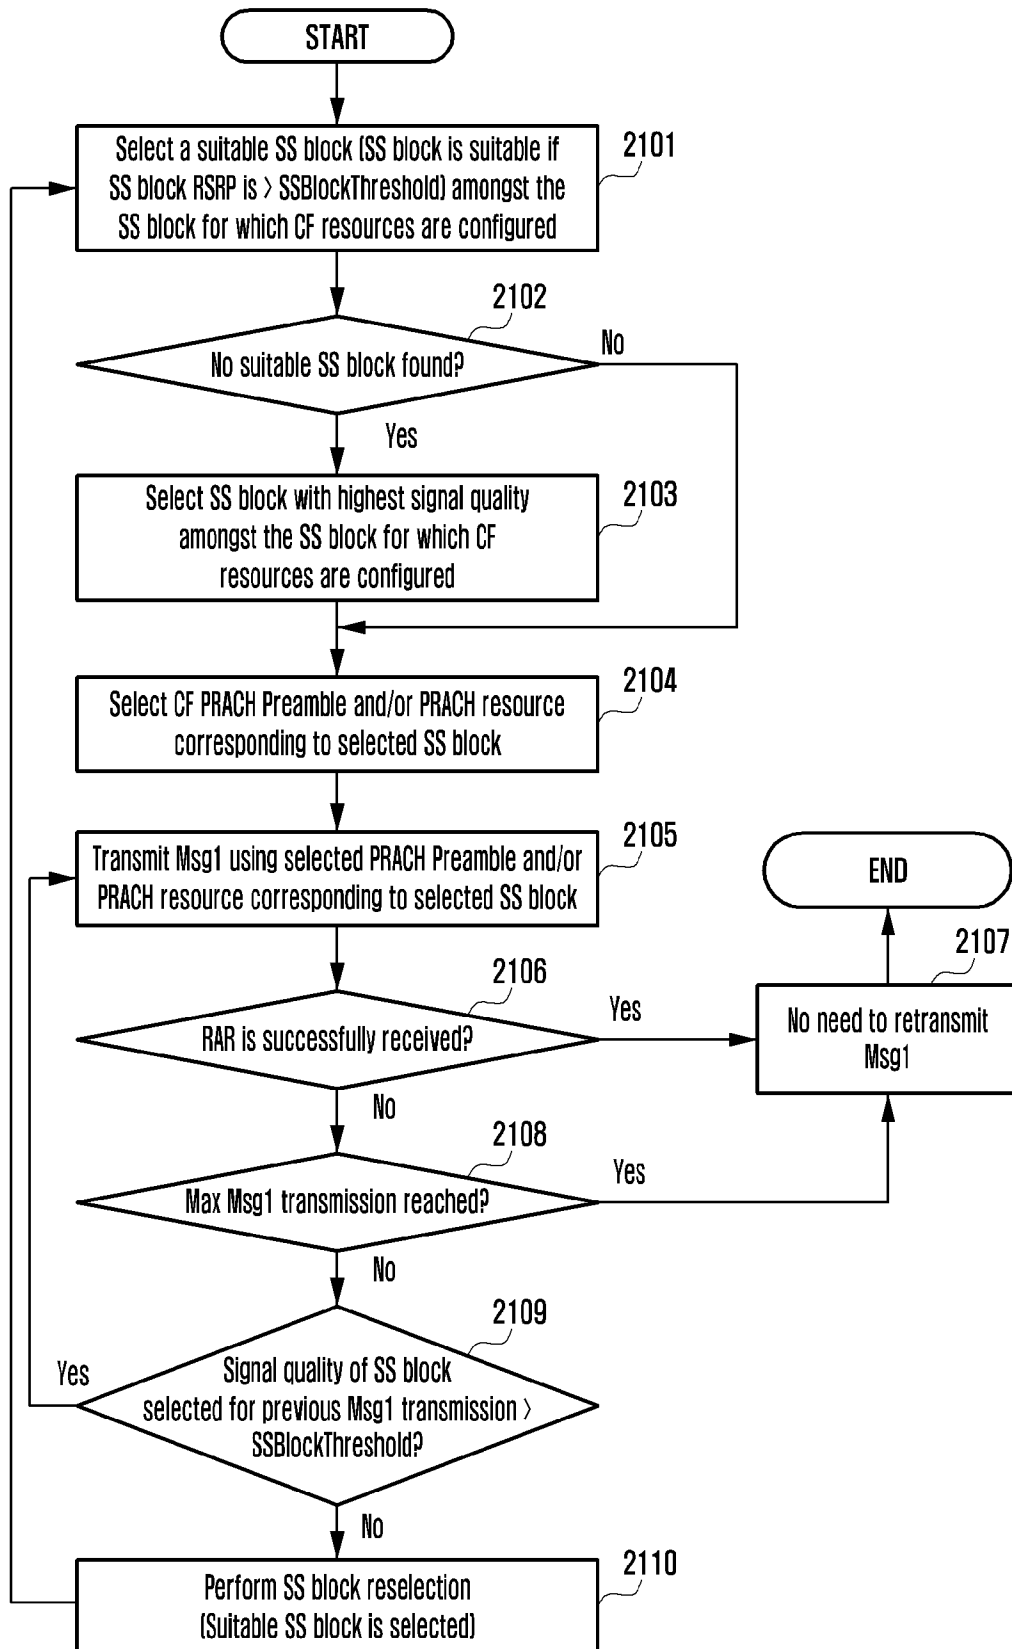 START
Select a suitable SS block (SS block is suitable if
SS block RSRP is > SSBlockThreshold) amongst the
SS block for which CF resources are configured
2101
2102
No suitable SS block found?
No
Yes
Select SS block with highest signal quality
amongst the SS block for which CF
resources are configured
2103
Select CF PRACH Preamble and/or PRACH resource
corresponding to selected SS block
2104
Transmit Msg1 using selected PRACH Preamble and/or
PRACH resource corresponding to selected SS block
2105
END
2106
RAR is successfully received?
Yes
2107
No need to retransmit
Msg1
No
2108
Max Msg1 transmission reached?
Yes
No
2109
Signal quality of SS block
selected for previous Msg1 transmission >
SSBlockThreshold?
Yes
No
Perform SS block reselection
(Suitable SS block is selected)
2110